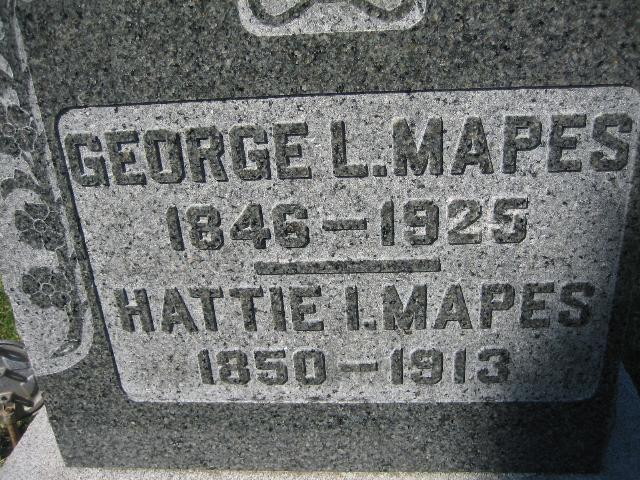 GEORGE L. MAPES
1846 – 1925
HATTIE I. MAPES
1850 – 1913